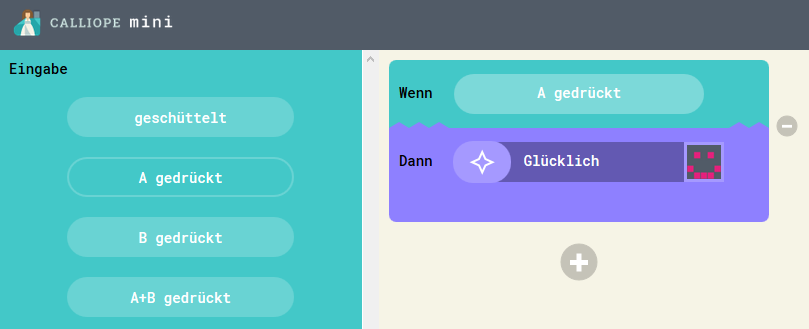 CALLIOPE mini
Eingabe
geschüttelt
A gedrückt
B gedrückt
A+B gedrückt
Wenn A gedrückt
Dann Glücklich